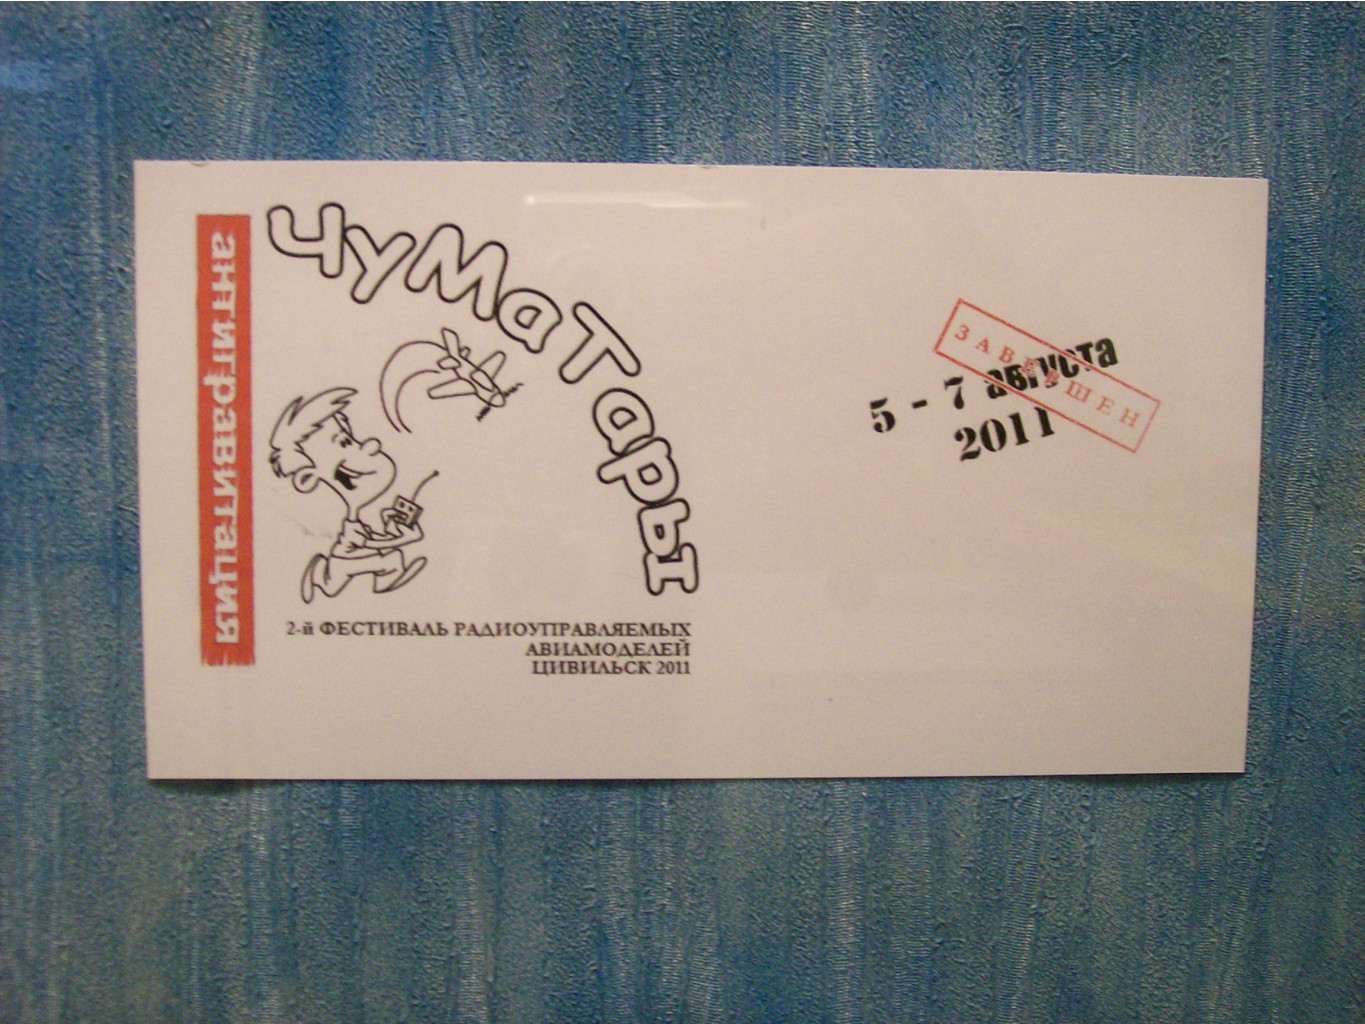 антигравитация
ЧУМаТары
2-й ФЕСТИВАЛЬ РАДИОУПРАВЛЯЕМЫХ
АВИАМОДЕЛЕЙ
ЦИВИЛЬСК 2011
5 - 7 августа
2011
ЗАВЕРШЕН